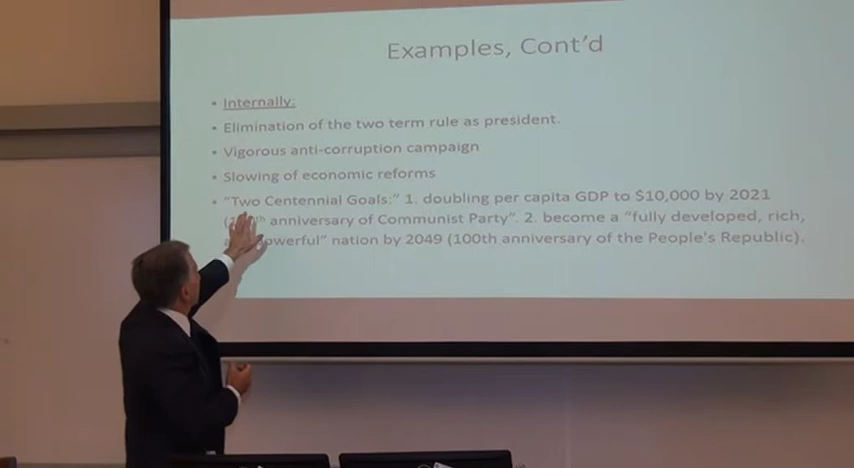 Examples, Cont'd
• Internally:
• Elimination of the two term rule as president.
• Vigorous anti-corruption campaign
• Slowing of economic reforms
• "Two Centennial Goals:" 1. doubling per capita GDP to $10,000 by 2021
anniversary of Communist Party". 2. become a "fully developed, rich,
powerful" nation by 2049 (100th anniversary of the People's Republic).